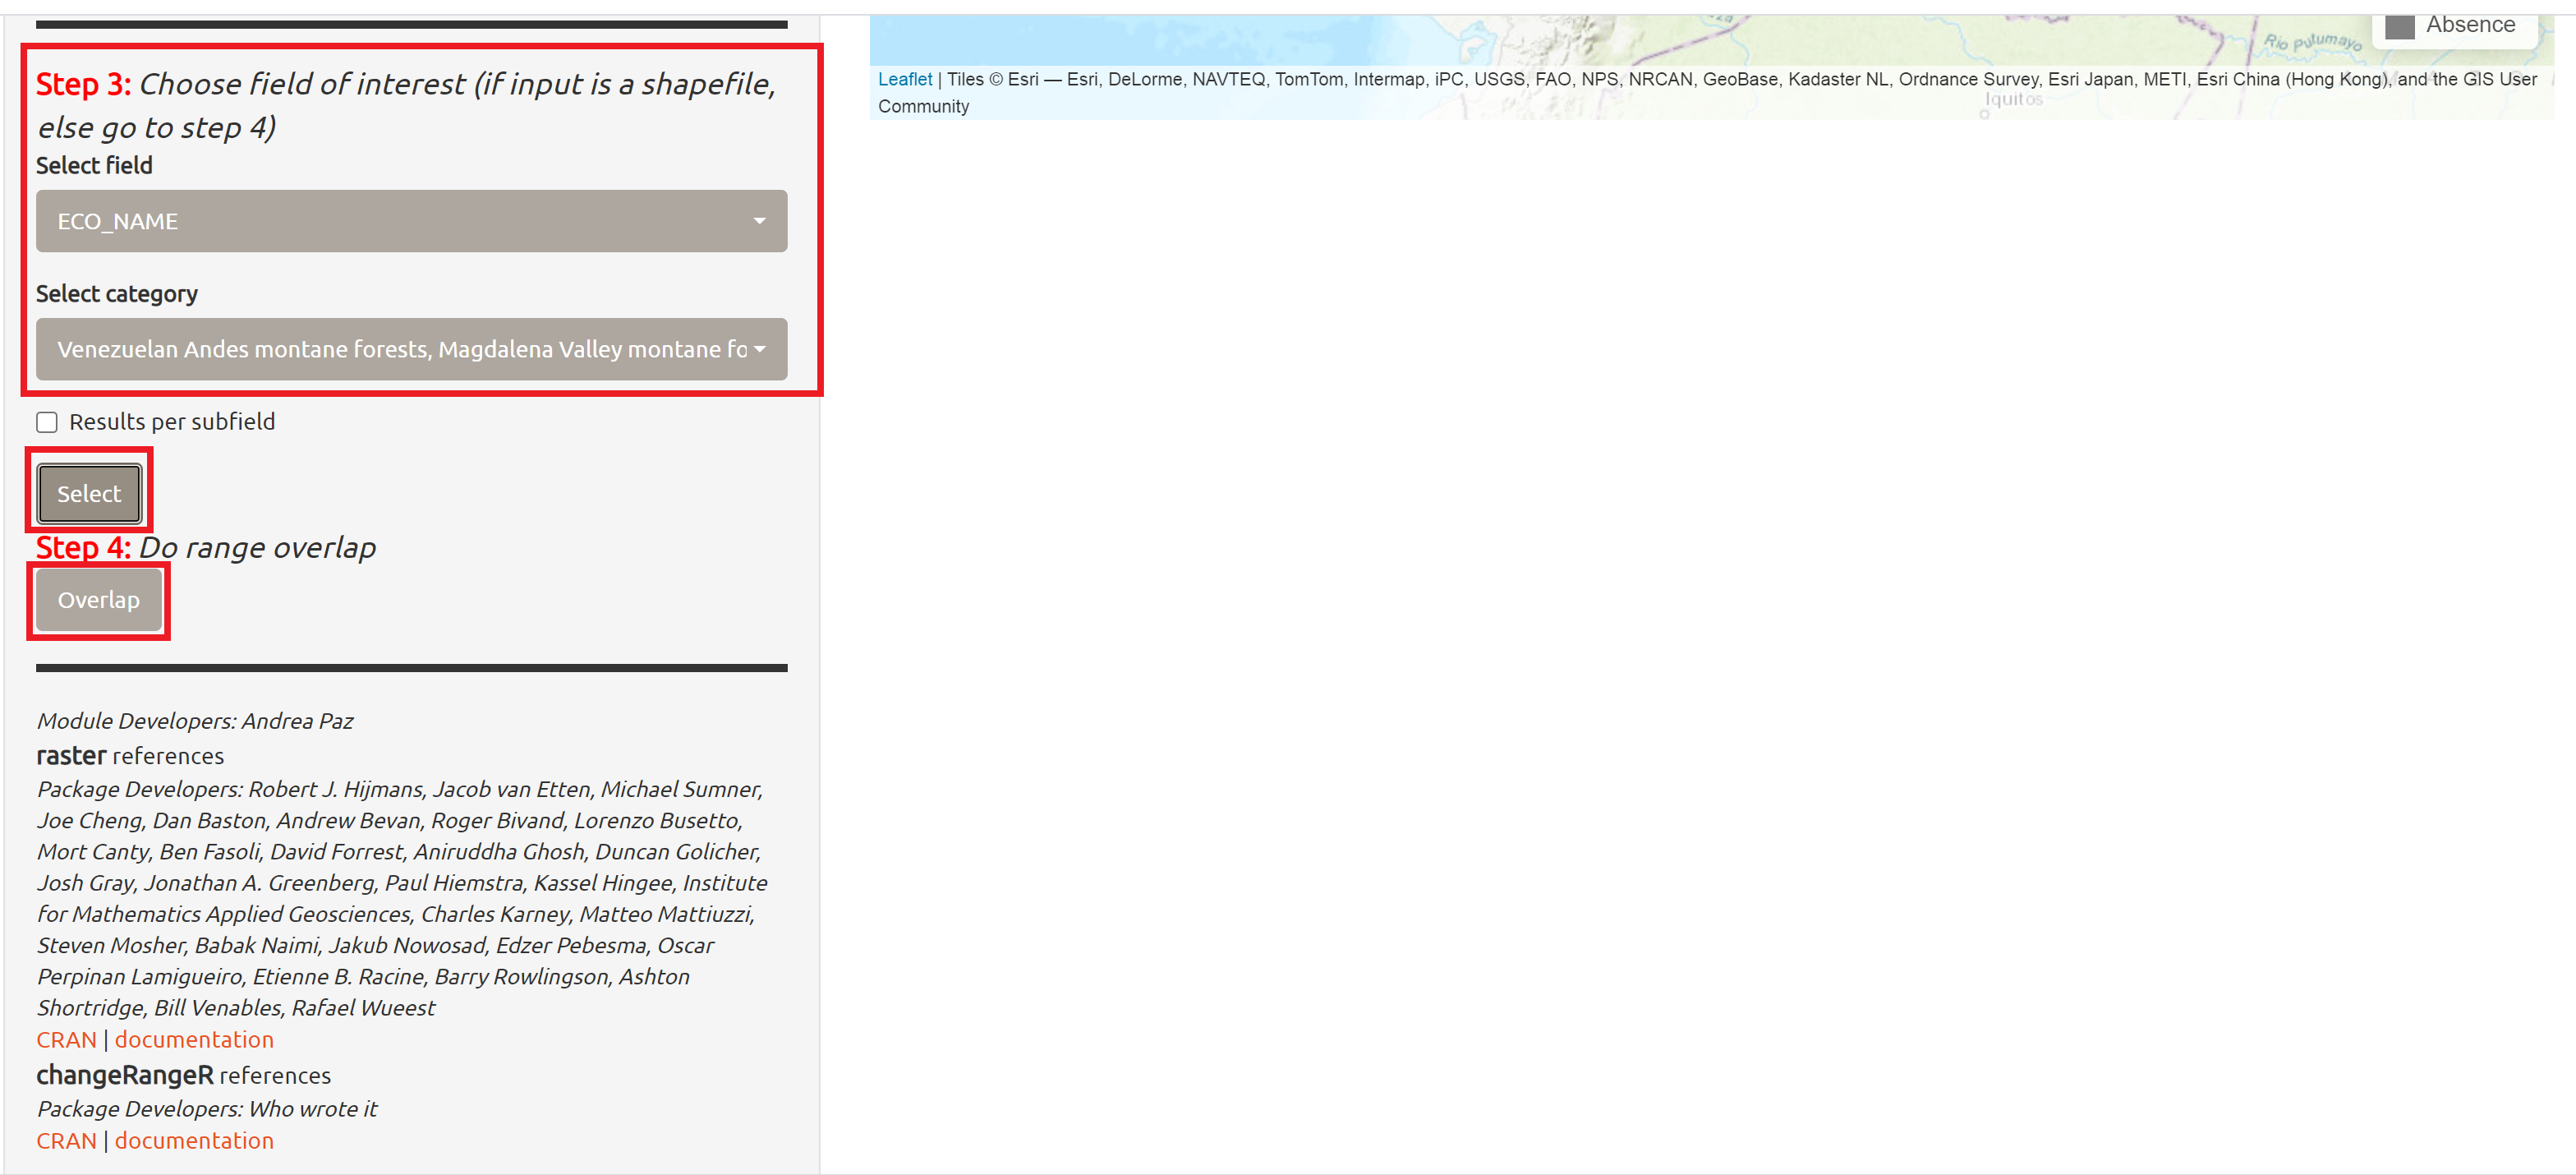 Step 3: Choose field of interest (if input is a shapefile,
else go to step 4)
Select field
ECO_NAME
Select category
Venezuelan Andes montane forests, Magdalena Valley montane fo
Results per subfield
Select
Step 4: Do range overlap
Overlap
Module Developers: Andrea Paz
raster references
Package Developers: Robert J. Hijmans, Jacob van Etten, Michael Sumner,
Joe Cheng, Dan Baston, Andrew Bevan, Roger Bivand, Lorenzo Busetto,
Mort Canty, Ben Fasoli, David Forrest, Aniruddha Ghosh, Duncan Golicher,
Josh Gray, Jonathan A. Greenberg, Paul Hiemstra, Kassel Hingee, Institute
for Mathematics Applied Geosciences, Charles Karney, Matteo Mattiuzzi,
Steven Mosher, Babak Naimi, Jakub Nowosad, Edzer Pebesma, Oscar
Perpinan Lamigueiro, Etienne B. Racine, Barry Rowlingson, Ashton
Shortridge, Bill Venables, Rafael Wueest
CRAN | documentation
changeRangeR references
Package Developers: Who wrote it
CRAN | documentation
Absence
Río Putumayo
Leaflet | Tiles © Esri — Esri, DeLorme, NAVTEQ, TomTom, Intermap, iPC, USGS, FAO, NPS, NRCAN, GeoBase, Kadaster NL, Ordnance Survey, Esri Japan, METI, Esri China (Hong Kong), and the GIS User
Community
Iquitos